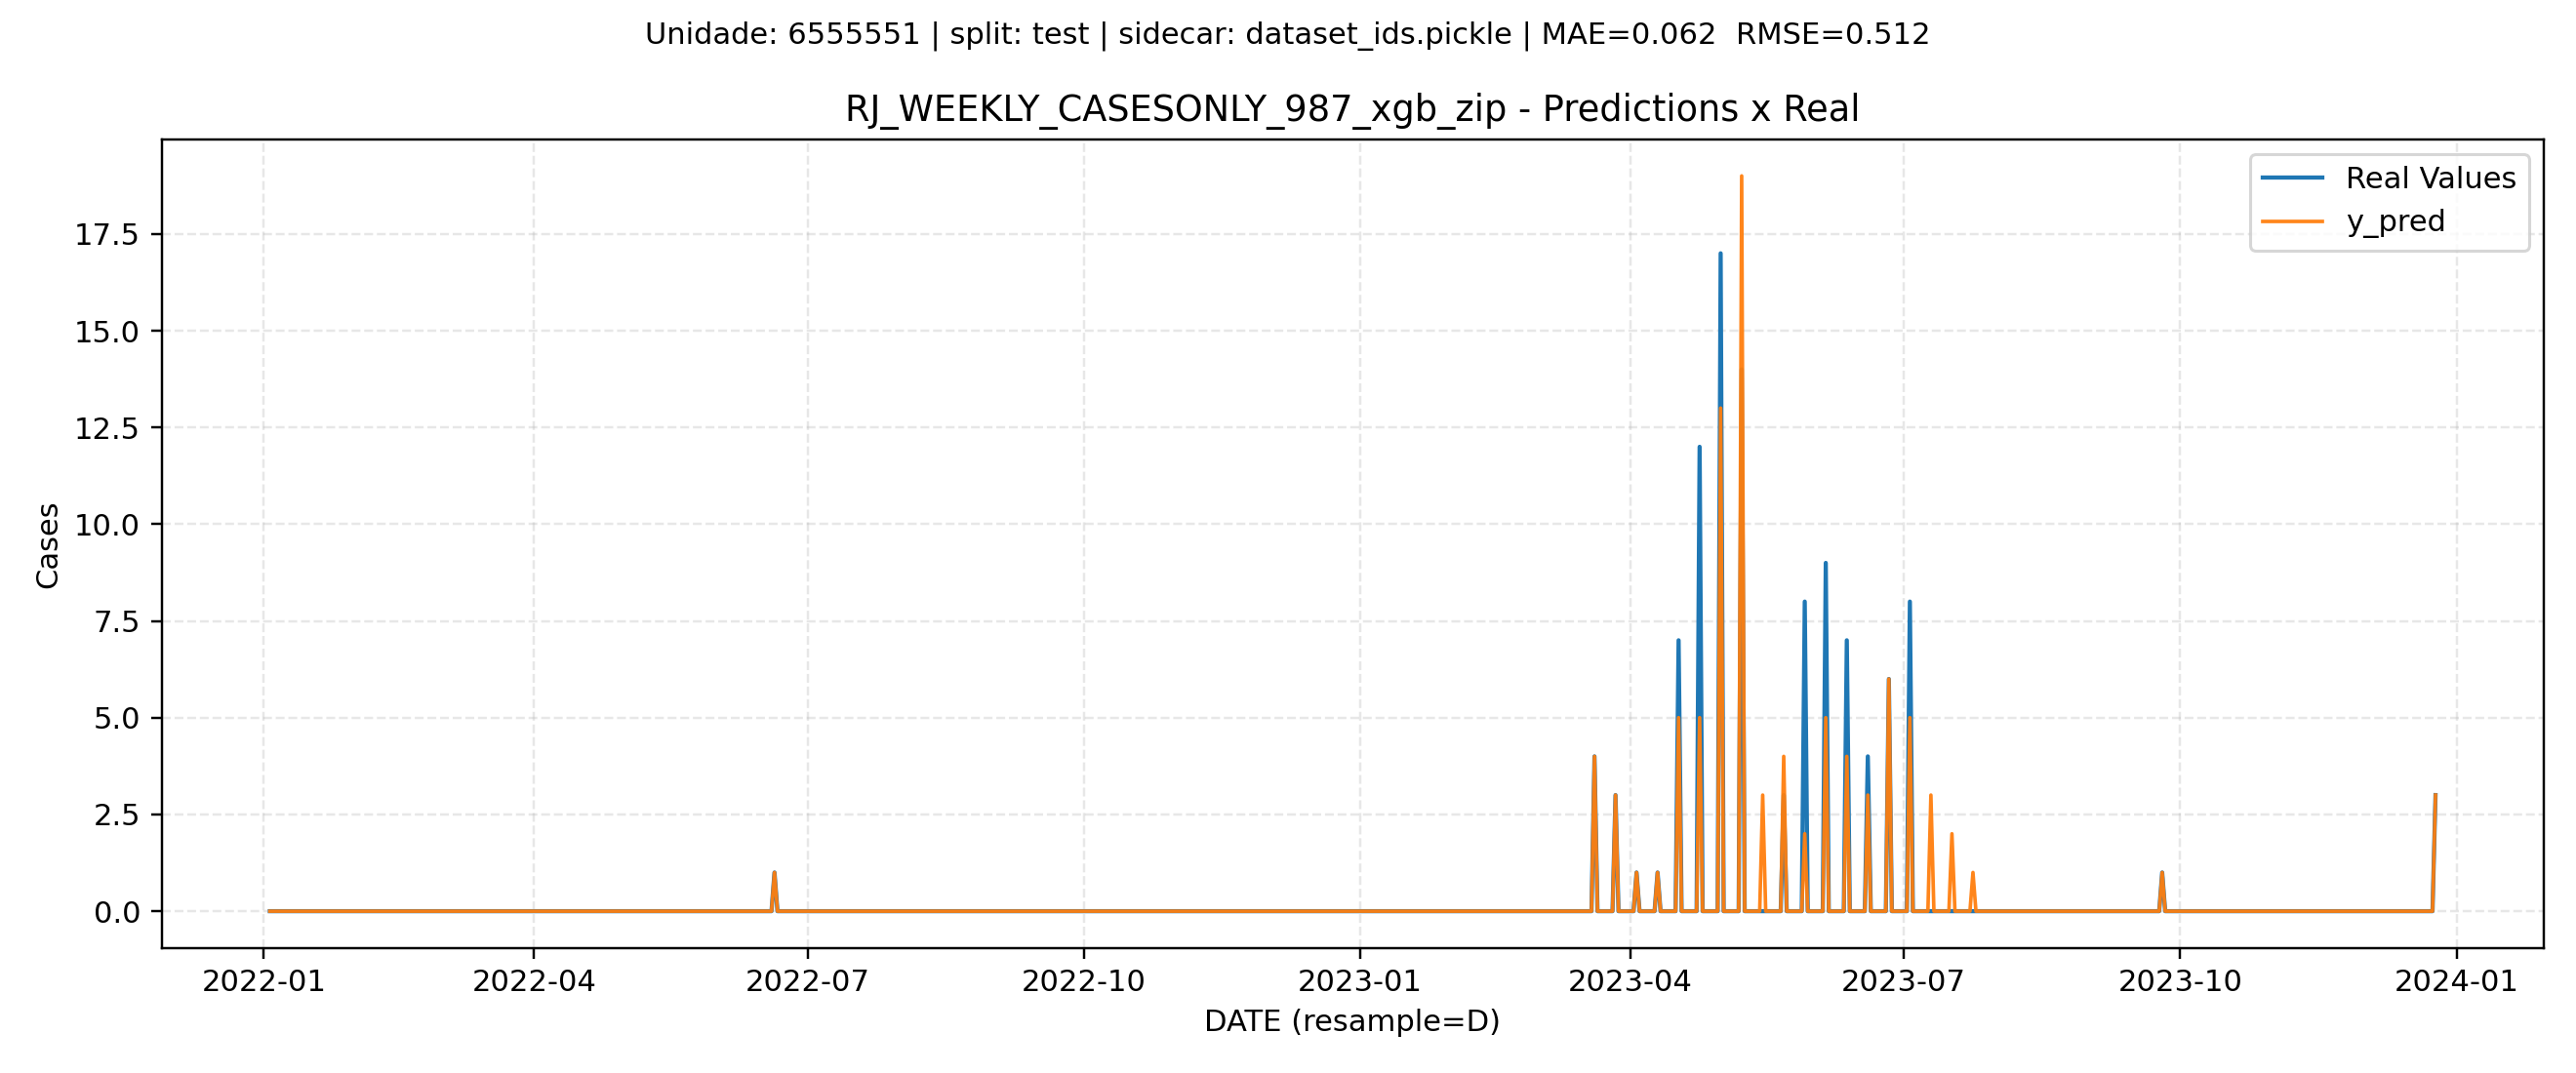 Unidade: 6555551 | split: test | sidecar: dataset_ids.pickle | MAE=0.062  RMSE=0.512
RJ_WEEKLY_CASESONLY_987_xgb_zip - Predictions x Real
Real Values
y_pred
17.5
15.0
12.5
10.0
7.5
5.0
2.5
0.0
Cases
2022-01
2022-04
2022-07
2022-10
2023-01
2023-04
2023-07
2023-10
2024-01
DATE (resample=D)